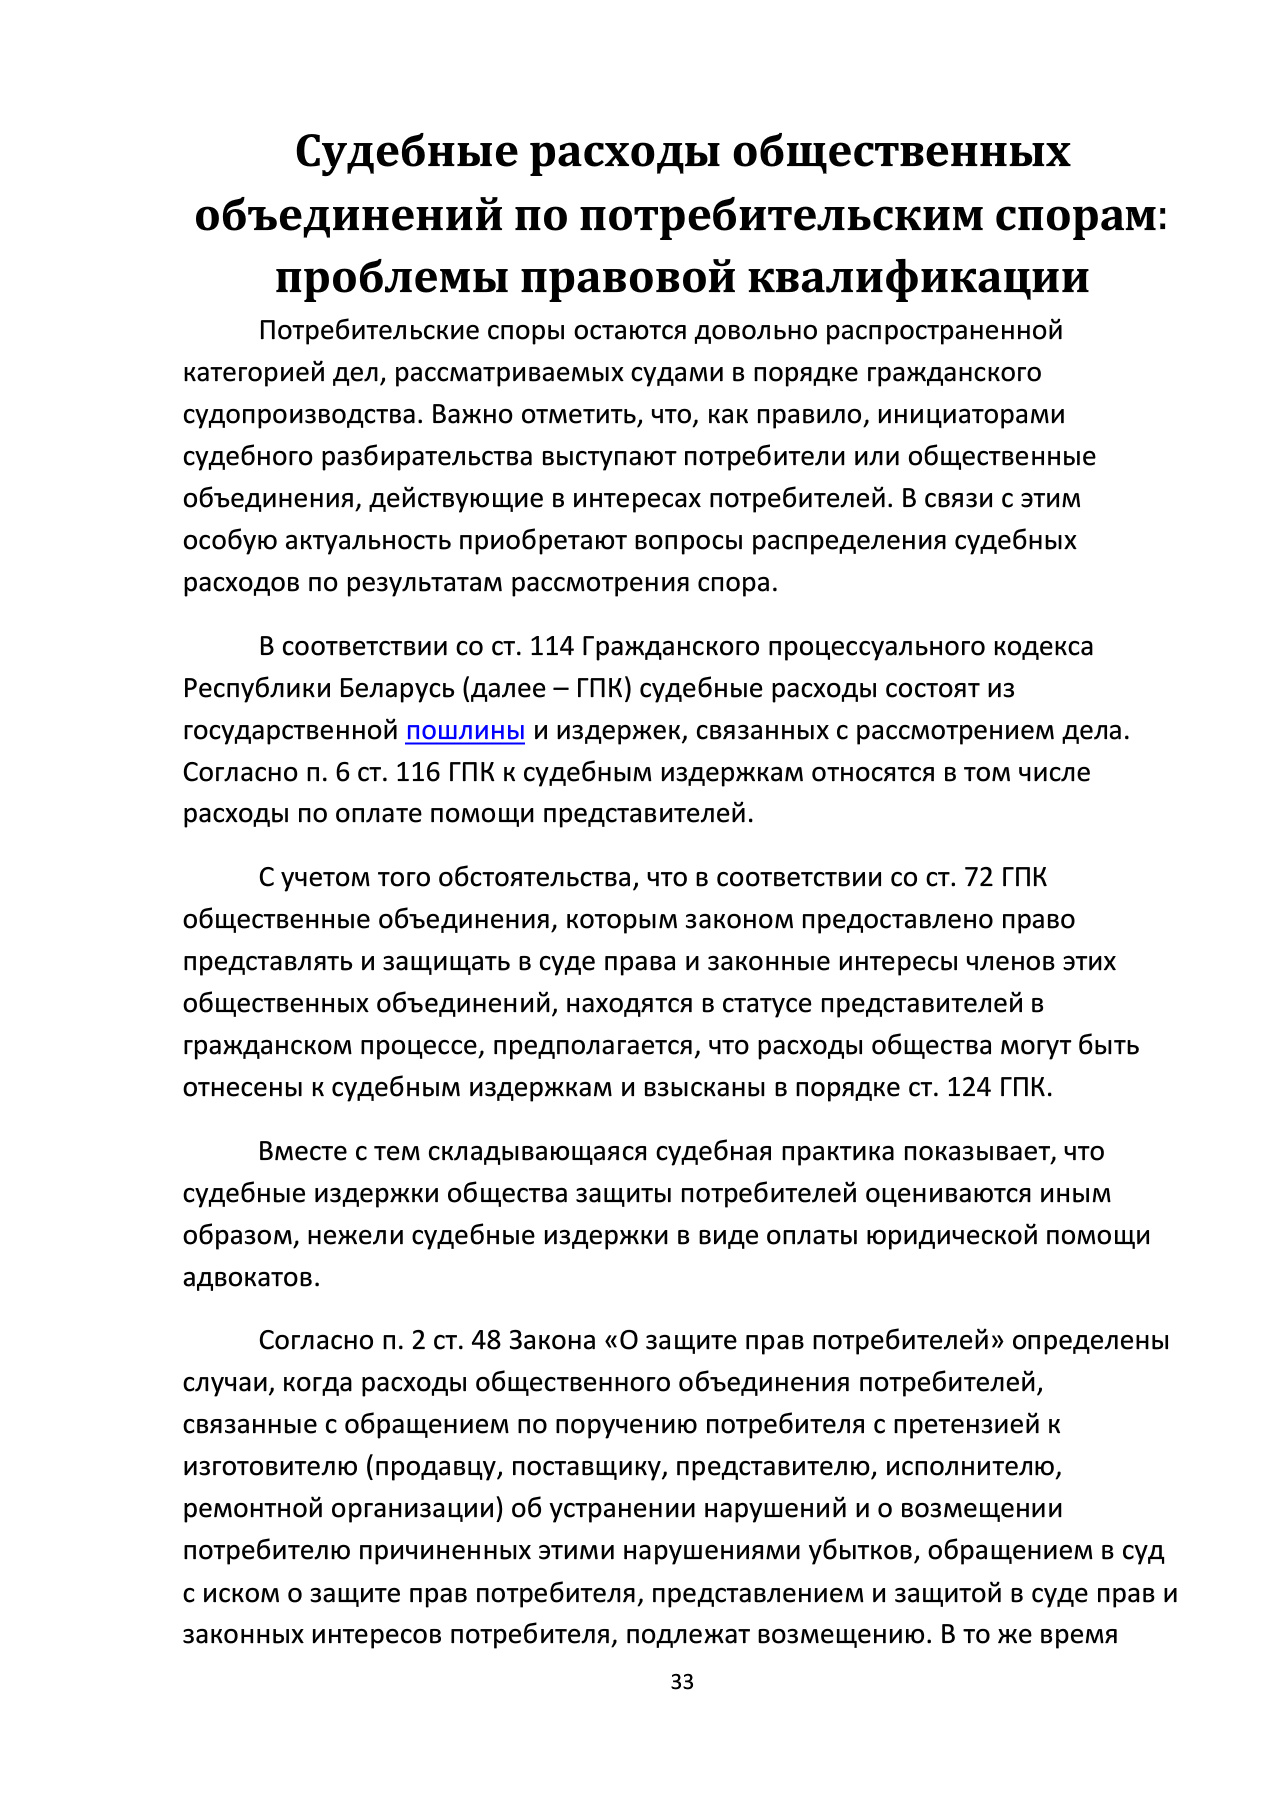 Судебные расходы общественных
объединений по потребительским спорам:
проблемы правовой квалификации
Потребительские споры остаются довольно распространенной
категорией дел, рассматриваемых судами в порядке гражданского
судопроизводства. Важно отметить, что, как правило, инициаторами
судебного разбирательства выступают потребители или общественные
объединения, действующие в интересах потребителей. В связи с этим
особую актуальность приобретают вопросы распределения судебных
расходов по результатам рассмотрения спора.
В соответствии со ст. 114 Гражданского процессуального кодекса
Республики Беларусь (далее – ГПК) судебные расходы состоят из
государственной пошлины и издержек, связанных с рассмотрением дела.
Согласно п. 6 ст. 116 ГПК к судебным издержкам относятся в том числе
расходы по оплате помощи представителей.
С учетом того обстоятельства, что в соответствии со ст. 72 ГПК
общественные объединения, которым законом предоставлено право
представлять и защищать в суде права и законные интересы членов этих
общественных объединений, находятся в статусе представителей в
гражданском процессе, предполагается, что расходы общества могут быть
отнесены к судебным издержкам и взысканы в порядке ст. 124 ГПК.
Вместе с тем складывающаяся судебная практика показывает, что
судебные издержки общества защиты потребителей оцениваются иным
образом, нежели судебные издержки в виде оплаты юридической помощи
адвокатов.
Согласно п. 2 ст. 48 Закона «О защите прав потребителей» определены
случаи, когда расходы общественного объединения потребителей,
связанные с обращением по поручению потребителя с претензией к
изготовителю (продавцу, поставщику, представителю, исполнителю,
ремонтной организации) об устранении нарушений и о возмещении
потребителю причиненных этими нарушениями убытков, обращением в суд
с иском о защите прав потребителя, представлением и защитой в суде прав и
законных интересов потребителя, подлежат возмещению. В то же время
33